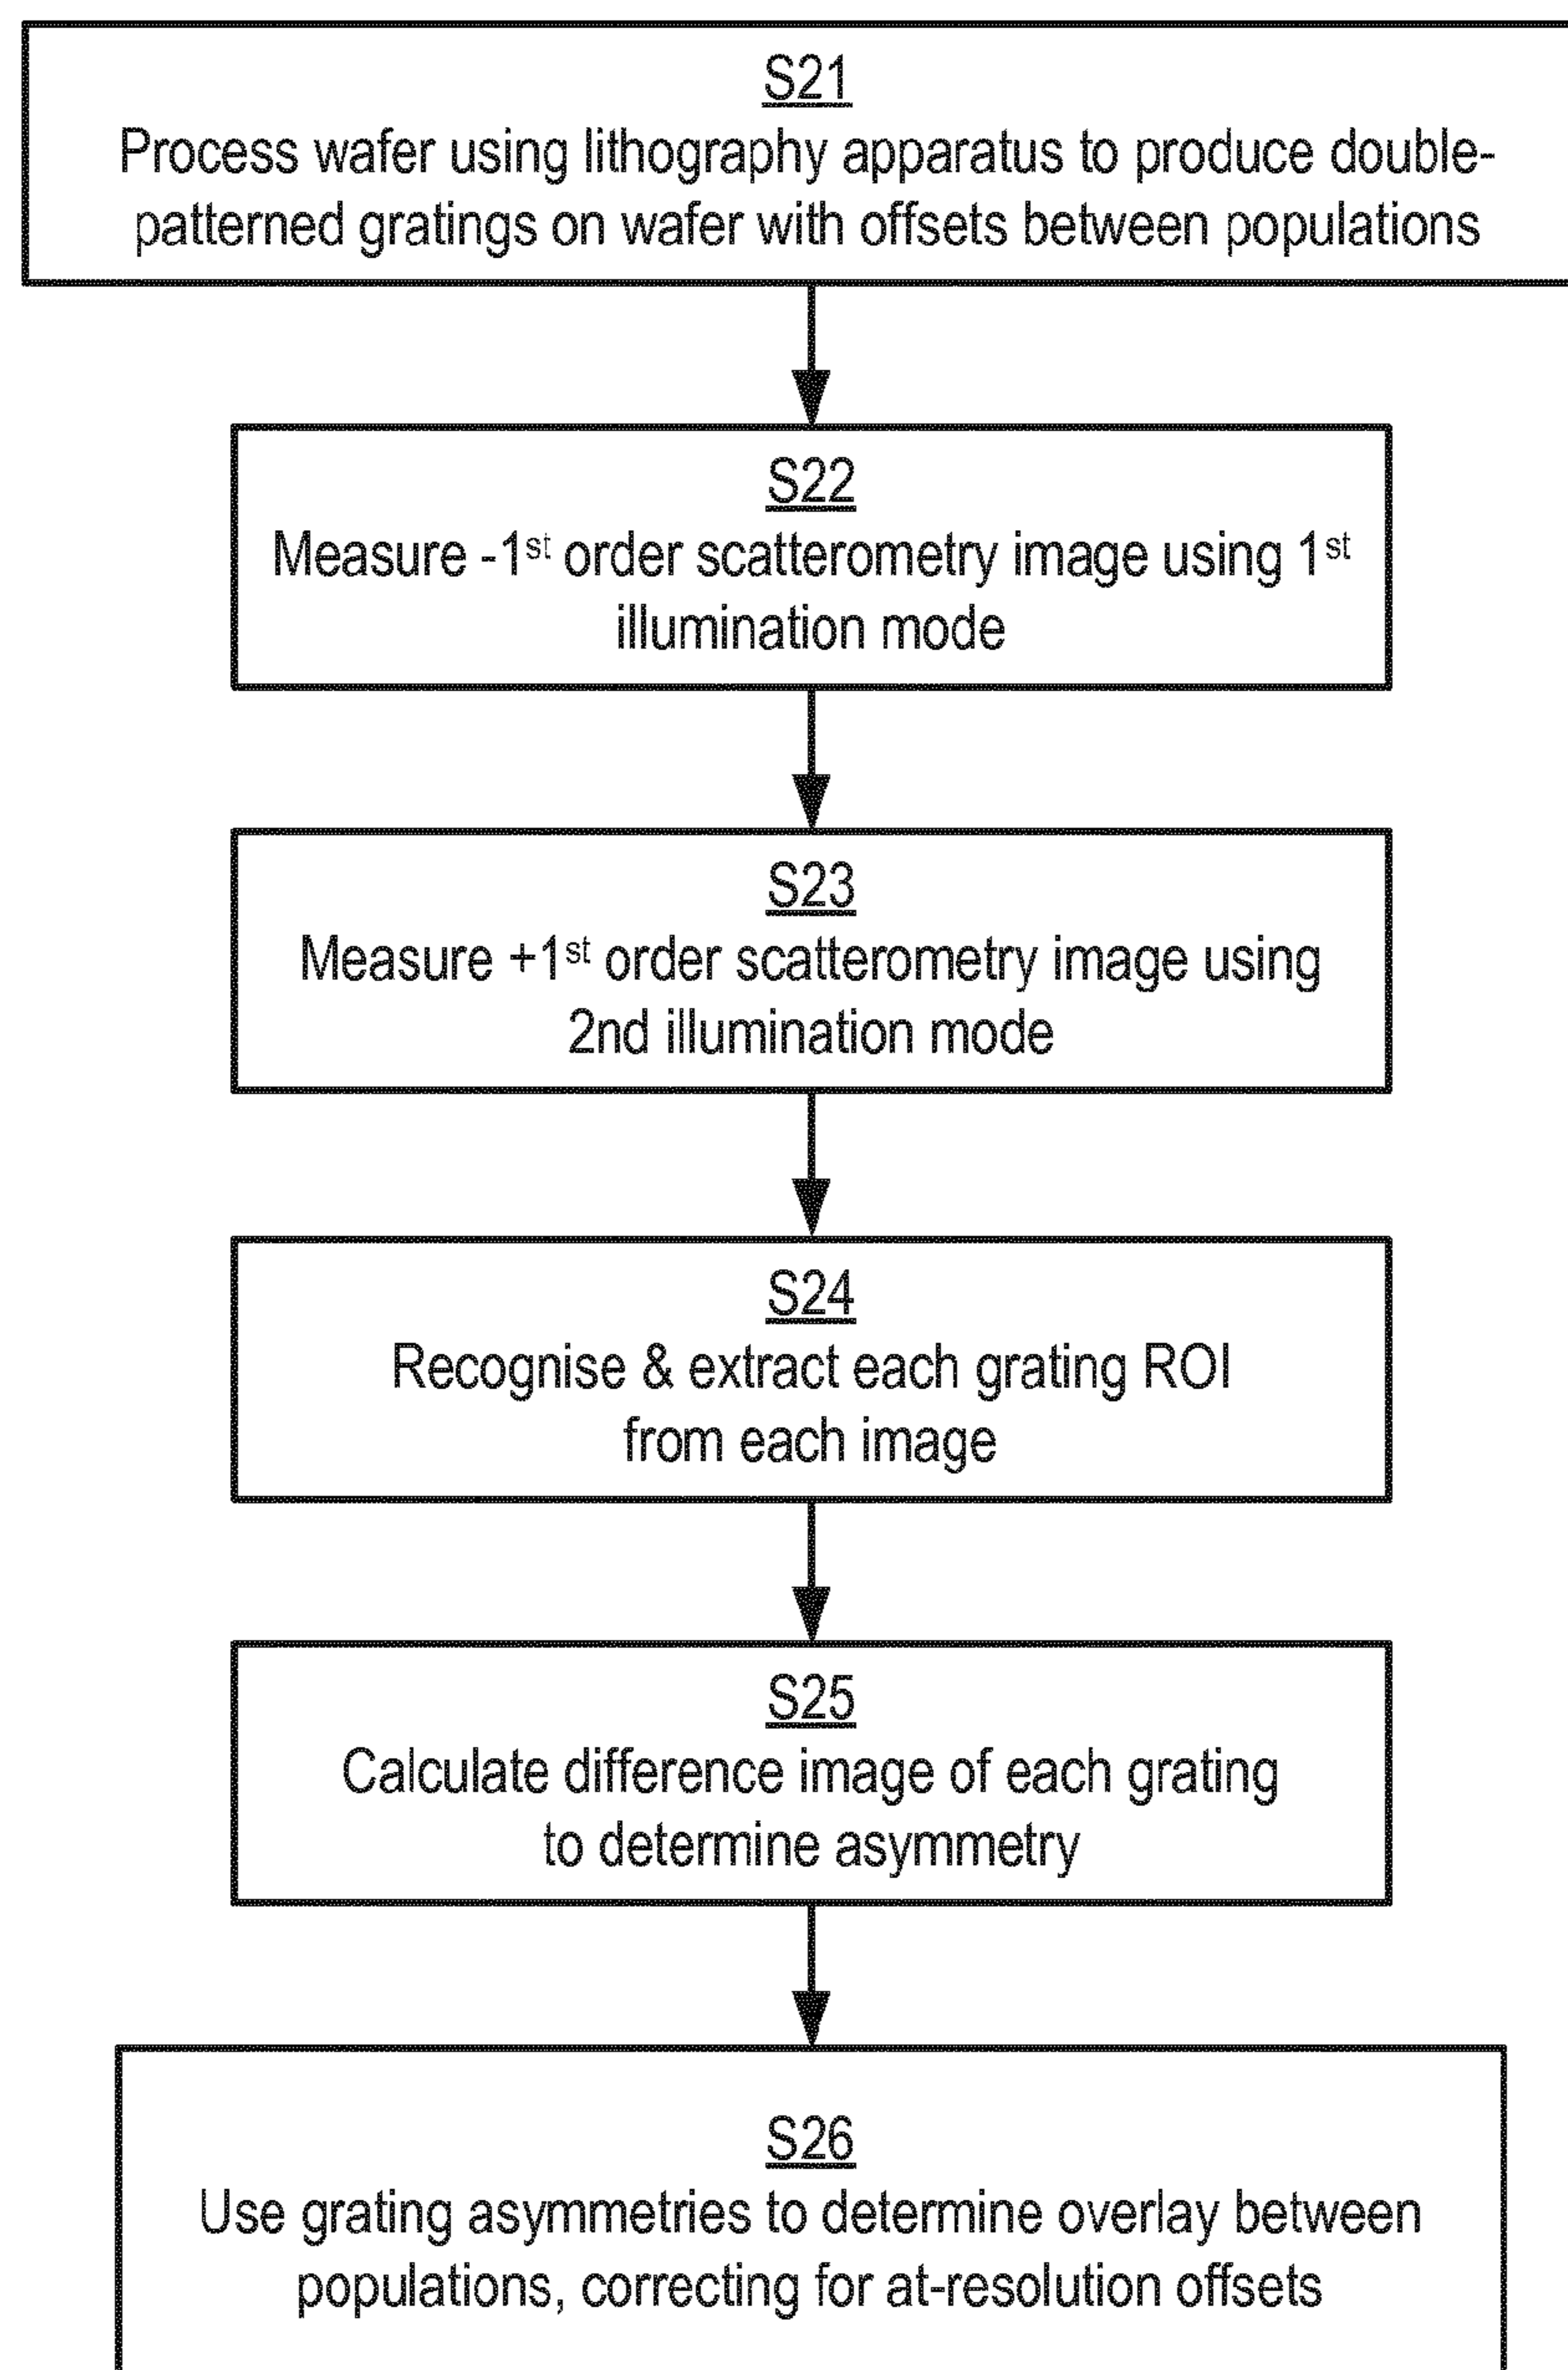 S21
Process wafer using lithography apparatus to produce double-
patterned gratings on wafer with offsets between populations
S22
Measure -1st order scatterometry image using 1st
illumination mode
S23
Measure +1st order scatterometry image using
2nd illumination mode
S24
Recognise & extract each grating ROI
from each image
S25
Calculate difference image of each grating
to determine asymmetry
S26
Use grating asymmetries to determine overlay between
populations, correcting for at-resolution offsets